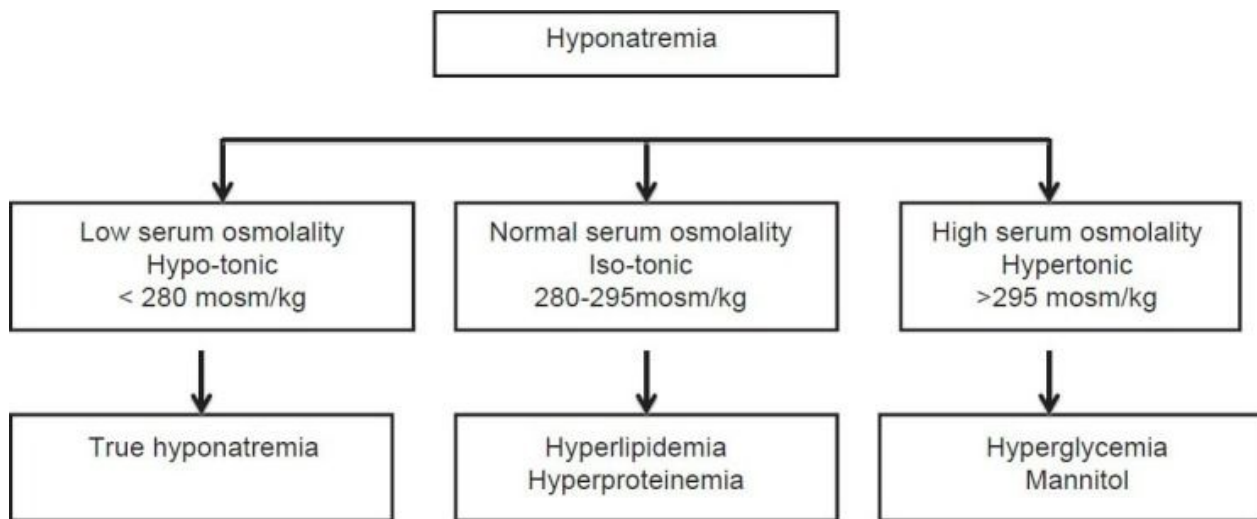 Hyponatremia
Low serum osmolality
Hypo-tonic
< 280 mosm/kg
Normal serum osmolality
Iso-tonic
280-295mosm/kg
High serum osmolality
Hypertonic
>295 mosm/kg
True hyponatremia
Hyperlipidemia
Hyperproteinemia
Hyperglycemia
Mannitol